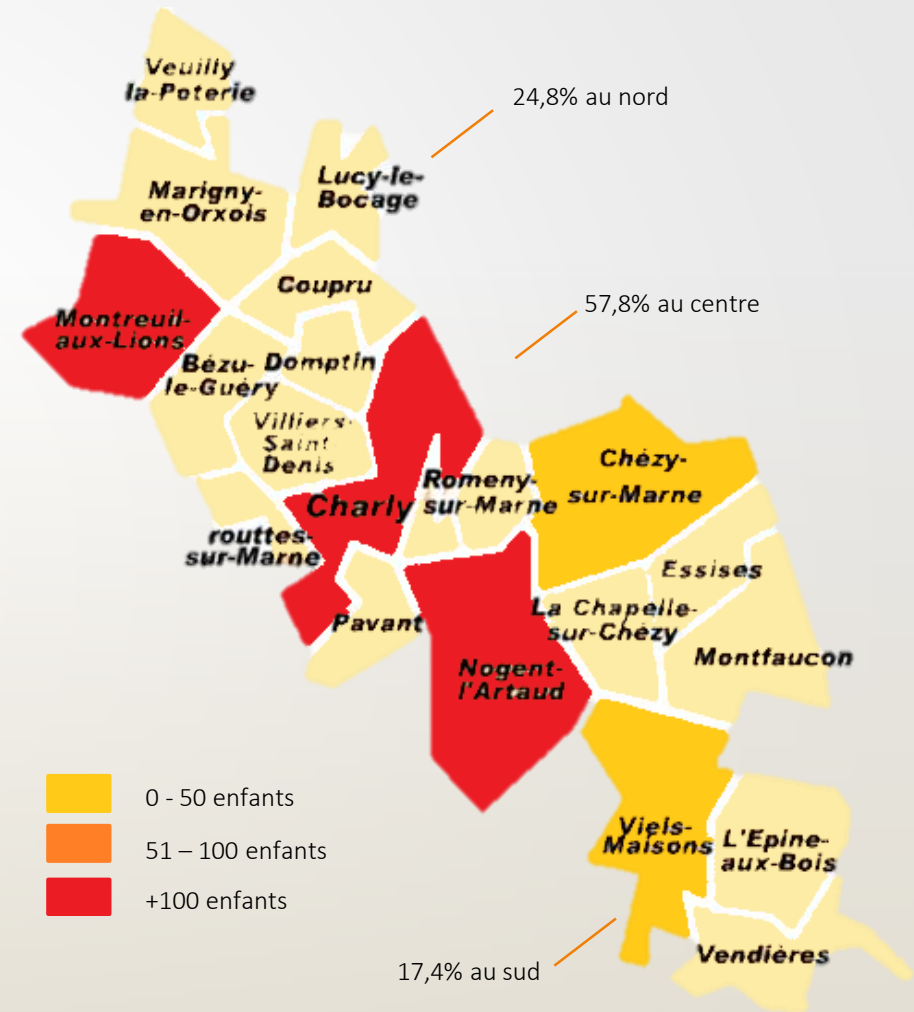 Veuilly
la-Poterie
24,8% au nord
Marigny-
en-Orxois
Lucy-le-
Bocage
Coupru
57,8% au centre
Montreuil-
aux-Lions
Bézu-
le-Guéry
Domptin
Villiers-
Saint
Denis
Charly
Romeny-
sur-Marne
Chézy-
sur-Marne
routtes-
sur-Marne
Pavant
Essises
La Chapelle-
sur-Chézy
Montfaucon
Nogent-
l'Artaud
0 - 50 enfants
51 – 100 enfants
+100 enfants
Viels-
Maisons
L'Epine-
aux-Bois
Vendières
17,4% au sud